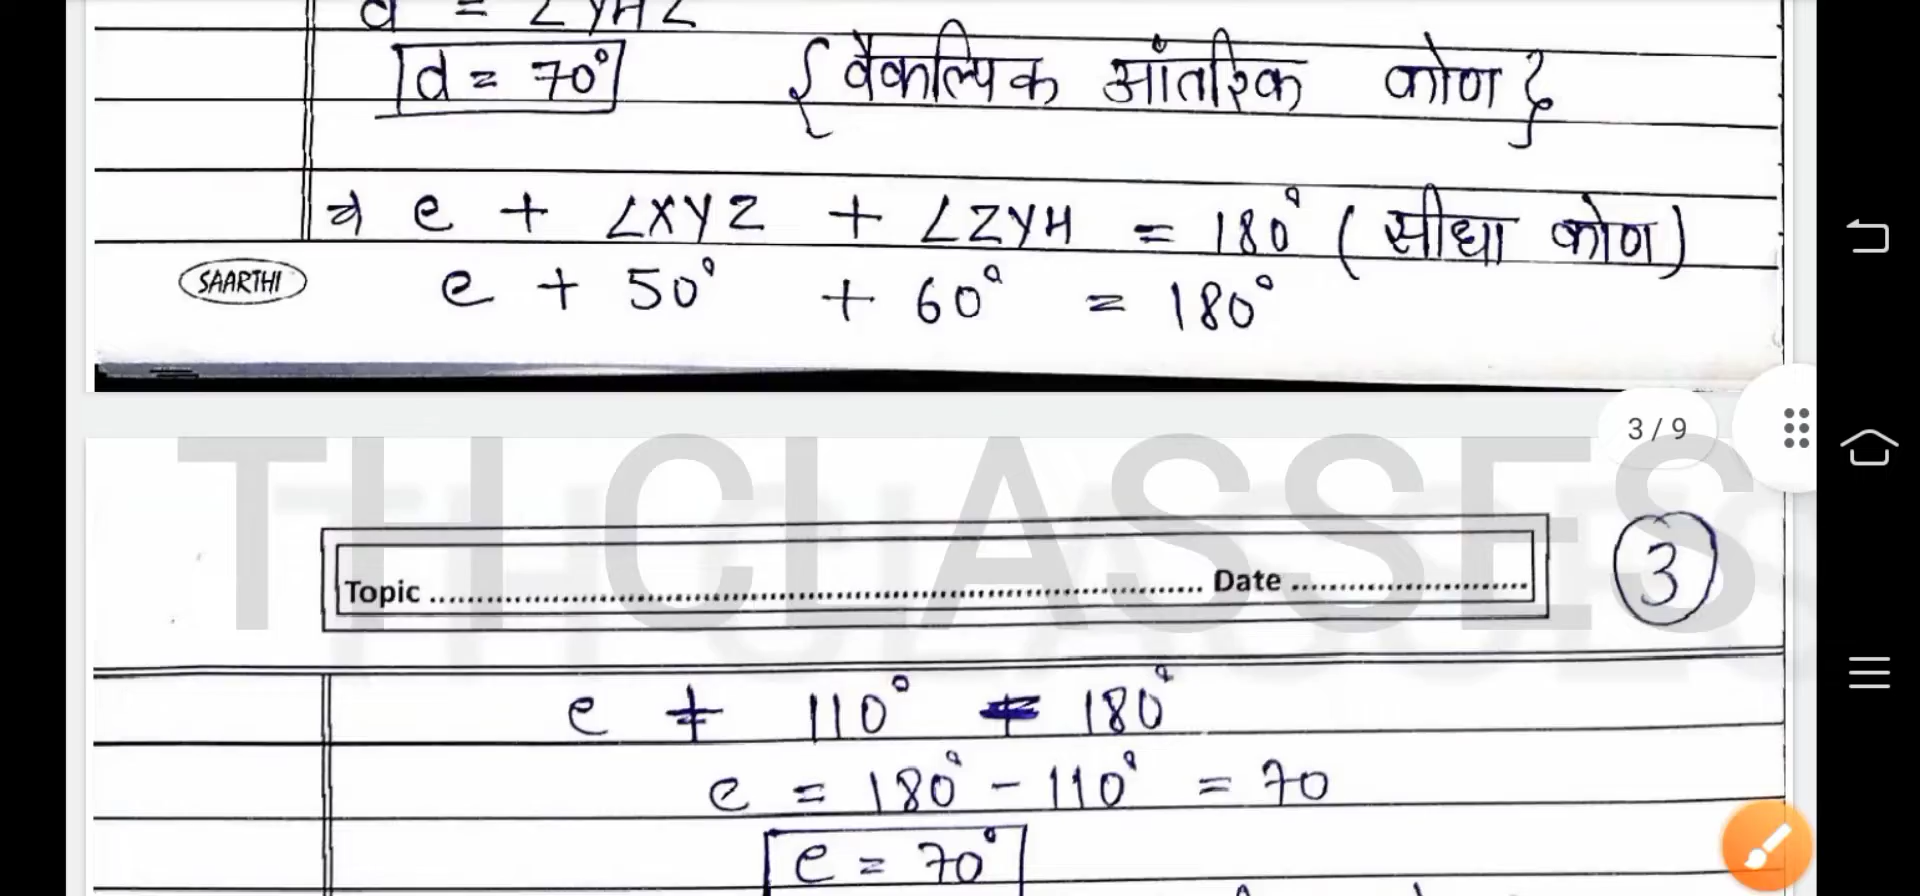 d = ∠YHZ
d = 70° {वैकल्पिक आंतरिक कोण}
⇒ e + ∠XYZ + ∠ZYH = 180° (सीधा कोण)
SAARTHI
e + 50° + 60° = 180°
3/9
TH CLASSES
3
Topic ........ Date ........
e + 110° = 180°
e = 180° - 110° = 70
e = 70°